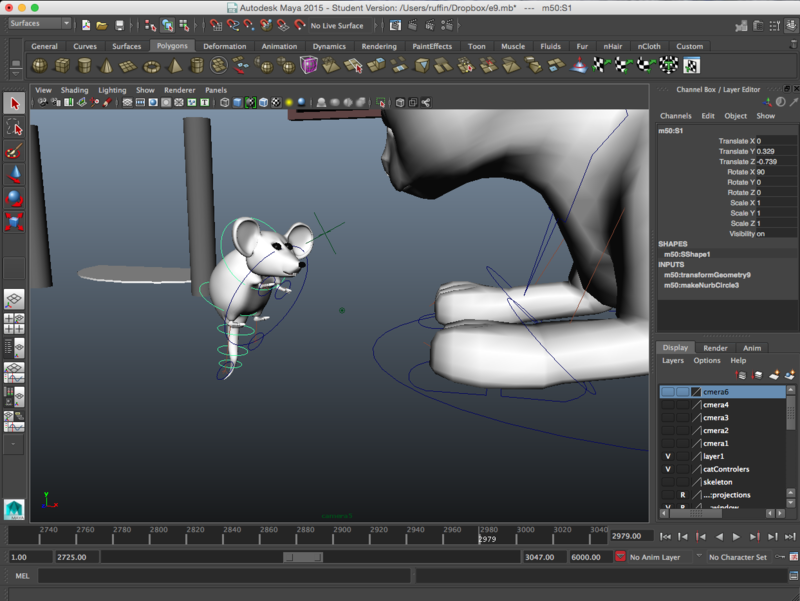 Autodesk Maya 2015 - Student Version: /Users/ruffin/Dropbox/e9.mb* --- m50:S1
Surfaces
No Live Surface
General Curves Surfaces Polygons Deformation Animation Dynamics Rendering PaintEffects Toon Muscle Fluids Fur nHair nCloth Custom
View Shading Lighting Show Renderer Panels
Channel Box / Layer Editor
Channels Edit Object Show
m50:S1
Translate X 0
Translate Y 0.329
Translate Z -0.739
Rotate X 90
Rotate Y 0
Rotate Z 0
Scale X 1
Scale Y 1
Scale Z 1
Visibility on
SHAPES
m50:SShape1
INPUTS
m50:transformGeometry9
m50:makeNurbCircle3
Display Render Anim
Layers Options Help
cmera6
cmera4
cmera3
cmera2
cmera1
V layer1
V catControlers
skeleton
R ...:projections
V R
2740 2760 2780 2800 2820 2840 2860 2880 2900 2920 2940 2960 2980 3000 3020 3040
2979
2979.00
1.00 2725.00 3047.00 6000.00 No Anim Layer No Character Set
MEL